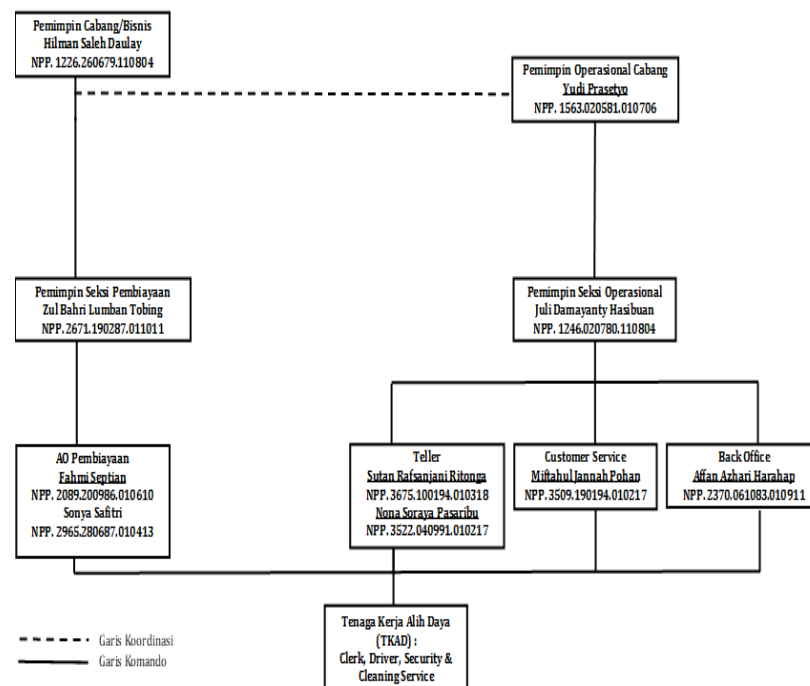 Pemimpin Cabang/Bisnis
Hilman Saleh Daulay
NPP. 1226.260679.110804
Pemimpin Operasional Cabang
Yudi Prasetyo
NPP. 1563.020581.010706
Pemimpin Seksi Pembiayaan
Zul Bahri Lumban Tobing
NPP. 2671.190287.011011
Pemimpin Seksi Operasional
Juli Damayanty Hasibuan
NPP. 1246.020780.110804
AO Pembiayaan
Fahmi Septian
NPP. 2089.200986.010610
Sonya Safitri
NPP. 2965.280687.010413
Teller
Sutan Rafsanjani Ritonga
NPP. 3675.100194.010318
Nona Soraya Pasaribu
NPP. 3522.040991.010217
Customer Service
Miftahul Jannah Pohan
NPP. 3509.190194.010217
Back Office
Affan Azhari Harahap
NPP. 2370.061083.010911
Tenaga Kerja Alih Daya
(TKAD) :
Clerk, Driver, Security &
Cleaning Service
Garis Koordinasi
Garis Komando